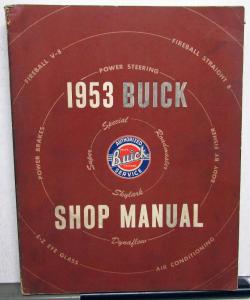 FIREBALL V-8
FIREBALL STRAIGHT 8
POWER STEERING
1953 BUICK
POWER BRAKES
Super
Special
Roadmaster
BODY BY FISHER
AUTHORIZED
Buick
SERVICE
Skylark
SHOP MANUAL
Dynaflow
E-Z EYE GLASS
AIR CONDITIONING